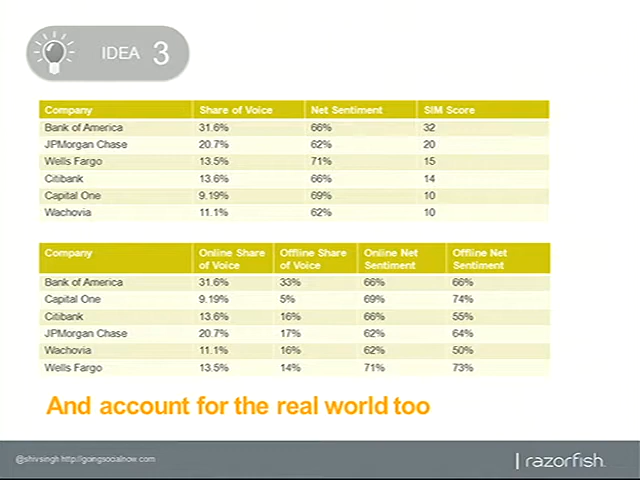 IDEA 3
Company Share of Voice Net Sentiment SIM Score
Bank of America 31.6% 66% 32
JPMorgan Chase 20.7% 62% 20
Wells Fargo 13.5% 71% 15
Citibank 13.6% 66% 14
Capital One 9.19% 69% 10
Wachovia 11.1% 62% 10
Company Online Share of Voice Offline Share of Voice Online Net Sentiment Offline Net Sentiment
Bank of America 31.6% 33% 66% 66%
Capital One 9.19% 5% 69% 74%
Citibank 13.6% 16% 66% 55%
JPMorgan Chase 20.7% 17% 62% 64%
Wachovia 11.1% 16% 62% 50%
Wells Fargo 13.5% 14% 71% 73%
And account for the real world too
@shivsingh http://goingsocialnow.com
razorfish.